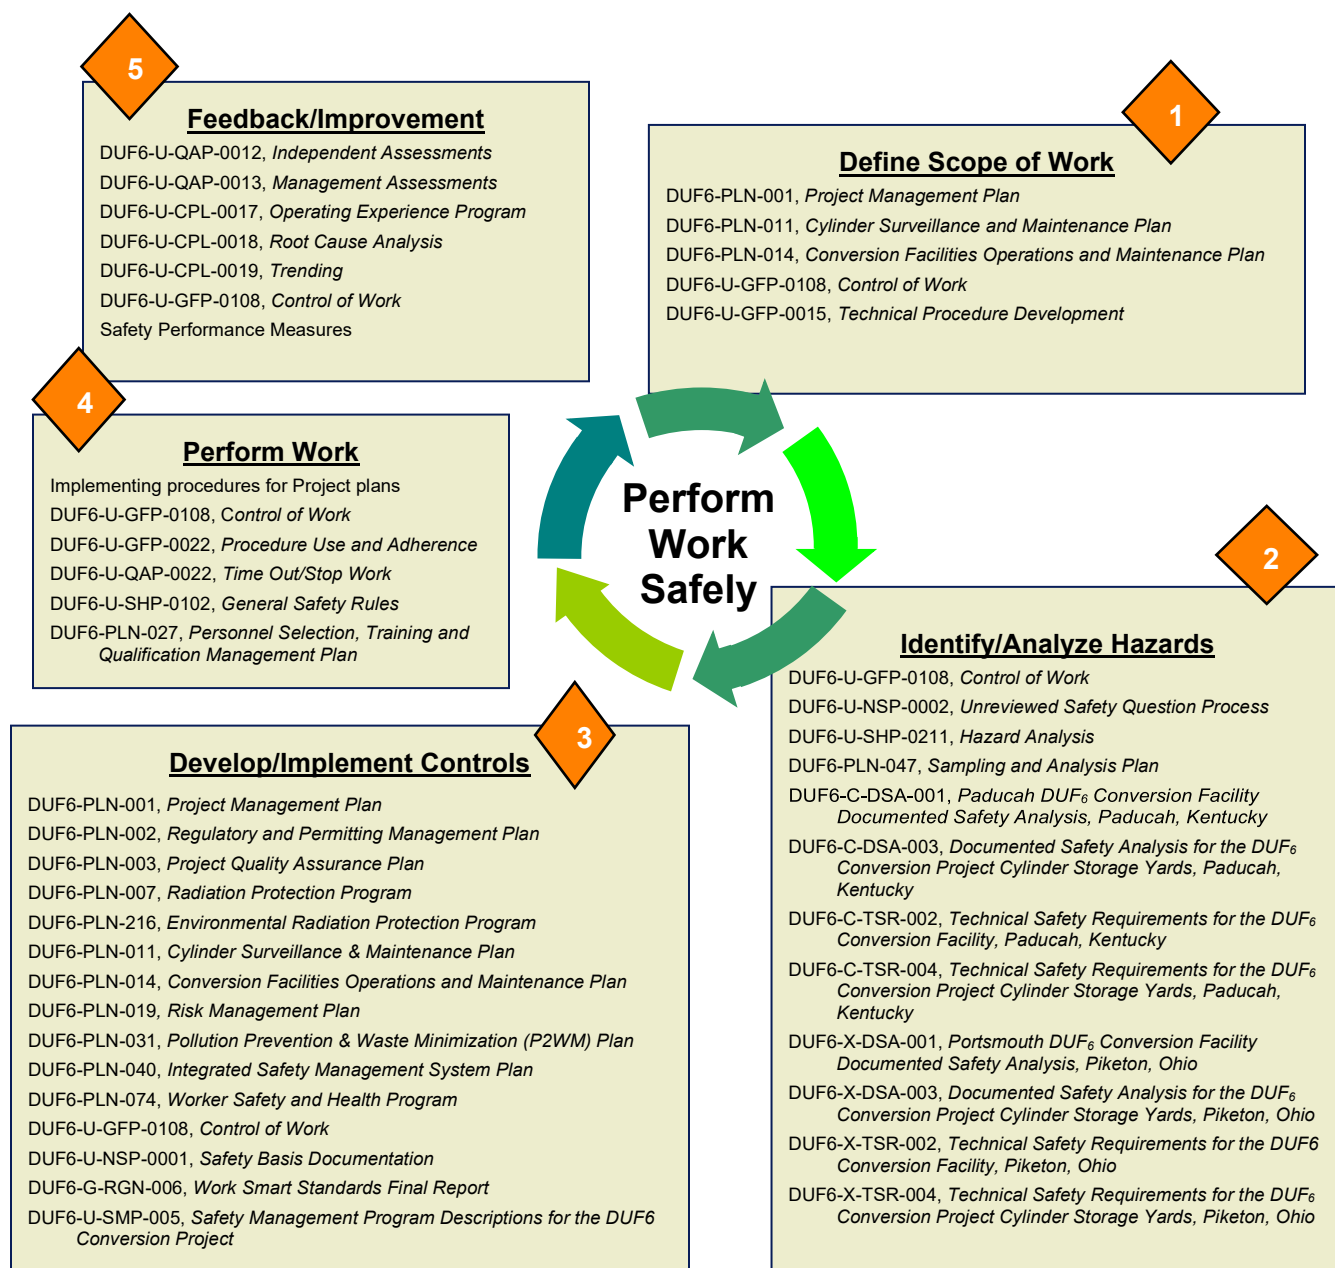 5
Feedback/Improvement
DUF6-U-QAP-0012, Independent Assessments
DUF6-U-QAP-0013, Management Assessments
DUF6-U-CPL-0017, Operating Experience Program
DUF6-U-CPL-0018, Root Cause Analysis
DUF6-U-CPL-0019, Trending
DUF6-U-GFP-0108, Control of Work
Safety Performance Measures
1
Define Scope of Work
DUF6-PLN-001, Project Management Plan
DUF6-PLN-011, Cylinder Surveillance and Maintenance Plan
DUF6-PLN-014, Conversion Facilities Operations and Maintenance Plan
DUF6-U-GFP-0108, Control of Work
DUF6-U-GFP-0015, Technical Procedure Development
4
Perform Work
Implementing procedures for Project plans
DUF6-U-GFP-0108, Control of Work
DUF6-U-GFP-0022, Procedure Use and Adherence
DUF6-U-QAP-0022, Time Out/Stop Work
DUF6-U-SHP-0102, General Safety Rules
DUF6-PLN-027, Personnel Selection, Training and
Qualification Management Plan
Perform
Work
Safely
2
Identify/Analyze Hazards
DUF6-U-GFP-0108, Control of Work
DUF6-U-NSP-0002, Unreviewed Safety Question Process
DUF6-U-SHP-0211, Hazard Analysis
DUF6-PLN-047, Sampling and Analysis Plan
DUF6-C-DSA-001, Paducah DUF₆ Conversion Facility
Documented Safety Analysis, Paducah, Kentucky
DUF6-C-DSA-003, Documented Safety Analysis for the DUF₆
Conversion Project Cylinder Storage Yards, Paducah,
Kentucky
DUF6-C-TSR-002, Technical Safety Requirements for the DUF₆
Conversion Facility, Paducah, Kentucky
DUF6-C-TSR-004, Technical Safety Requirements for the DUF₆
Conversion Project Cylinder Storage Yards, Paducah,
Kentucky
DUF6-X-DSA-001, Portsmouth DUF₆ Conversion Facility
Documented Safety Analysis, Piketon, Ohio
DUF6-X-DSA-003, Documented Safety Analysis for the DUF₆
Conversion Project Cylinder Storage Yards, Piketon, Ohio
DUF6-X-TSR-002, Technical Safety Requirements for the DUF6
Conversion Facility, Piketon, Ohio
DUF6-X-TSR-004, Technical Safety Requirements for the DUF₆
Conversion Project Cylinder Storage Yards, Piketon, Ohio
3
Develop/Implement Controls
DUF6-PLN-001, Project Management Plan
DUF6-PLN-002, Regulatory and Permitting Management Plan
DUF6-PLN-003, Project Quality Assurance Plan
DUF6-PLN-007, Radiation Protection Program
DUF6-PLN-216, Environmental Radiation Protection Program
DUF6-PLN-011, Cylinder Surveillance & Maintenance Plan
DUF6-PLN-014, Conversion Facilities Operations and Maintenance Plan
DUF6-PLN-019, Risk Management Plan
DUF6-PLN-031, Pollution Prevention & Waste Minimization (P2WM) Plan
DUF6-PLN-040, Integrated Safety Management System Plan
DUF6-PLN-074, Worker Safety and Health Program
DUF6-U-GFP-0108, Control of Work
DUF6-U-NSP-0001, Safety Basis Documentation
DUF6-G-RGN-006, Work Smart Standards Final Report
DUF6-U-SMP-005, Safety Management Program Descriptions for the DUF6
Conversion Project